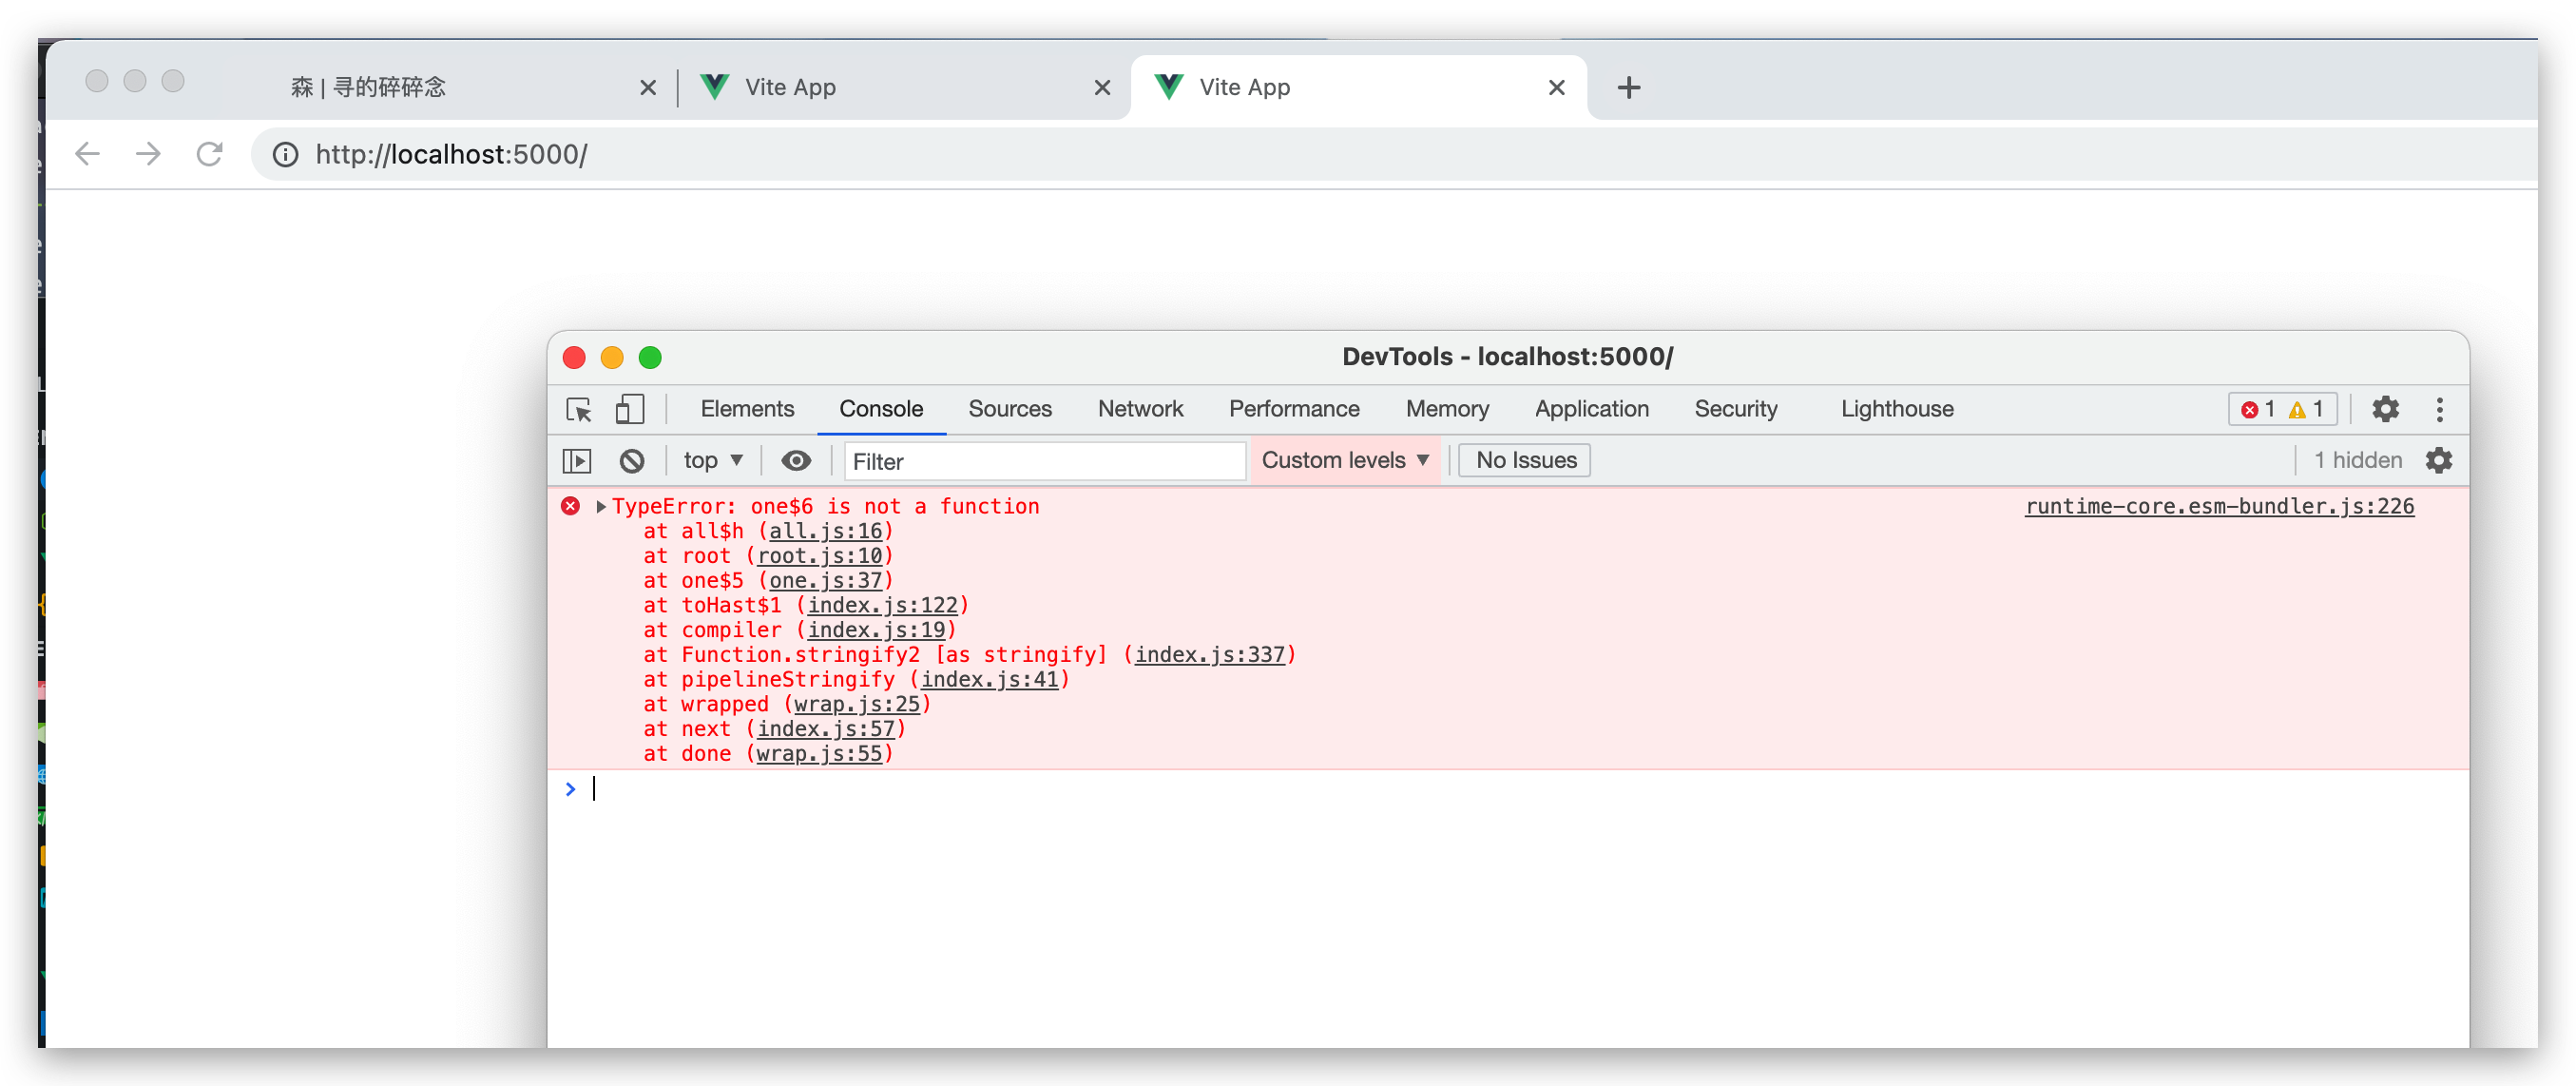 森 | 寻的碎碎念
Vite App
Vite App
http://localhost:5000/
DevTools - localhost:5000/
Elements Console Sources Network Performance Memory Application Security Lighthouse 1 1
top Filter Custom levels No Issues 1 hidden
TypeError: one$6 is not a function runtime-core.esm-bundler.js:226
at all$h (all.js:16)
at root (root.js:10)
at one$5 (one.js:37)
at toHast$1 (index.js:122)
at compiler (index.js:19)
at Function.stringify2 [as stringify] (index.js:337)
at pipelineStringify (index.js:41)
at wrapped (wrap.js:25)
at next (index.js:57)
at done (wrap.js:55)